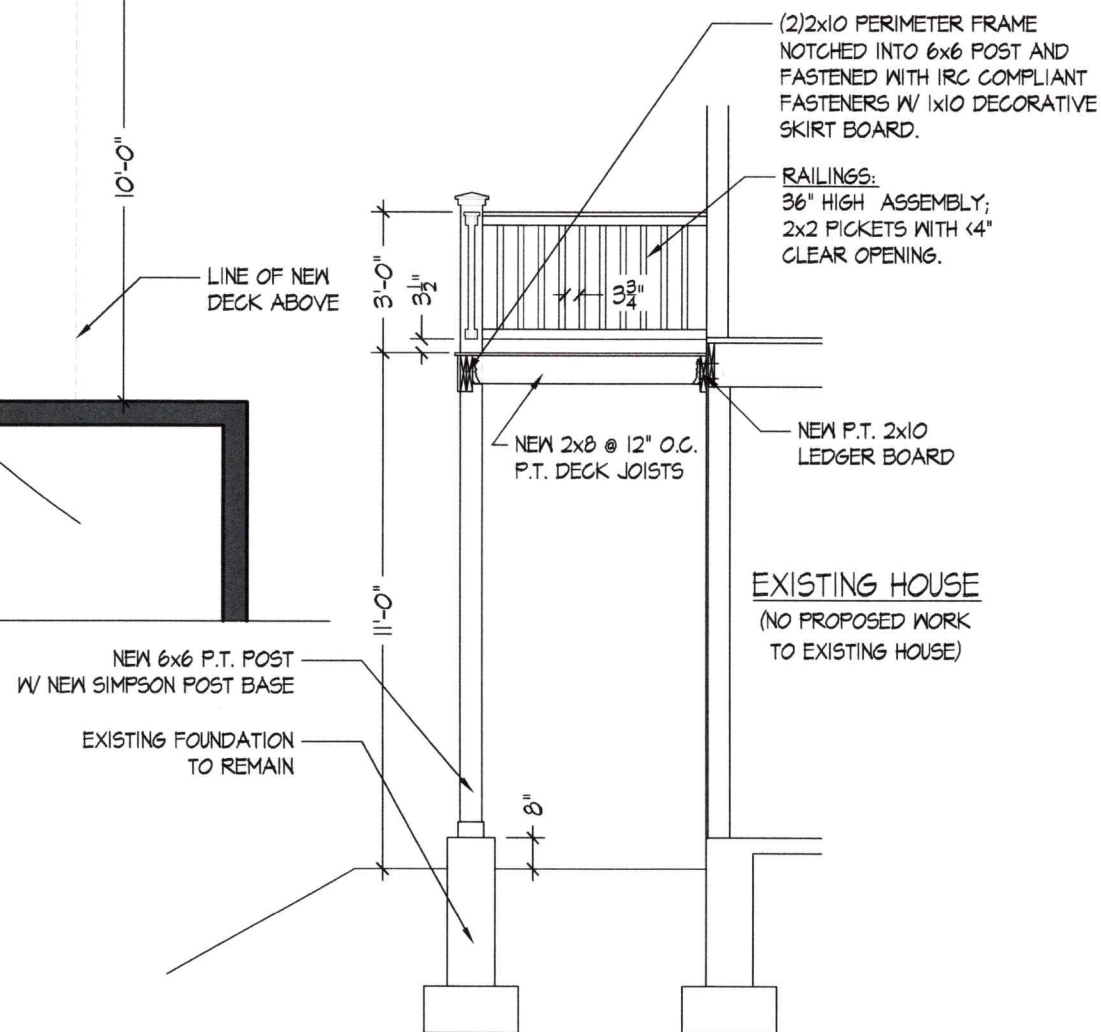 (2)2x10 PERIMETER FRAME
NOTCHED INTO 6x6 POST AND
FASTENED WITH IRC COMPLIANT
FASTENERS W/ 1x10 DECORATIVE
SKIRT BOARD.
RAILINGS:
36" HIGH ASSEMBLY;
2x2 PICKETS WITH <4"
CLEAR OPENING.
10'-0"
LINE OF NEW
DECK ABOVE
3'-0"
3 1/2"
3 3/4"
NEW 2x8 @ 12" O.C.
P.T. DECK JOISTS
NEW P.T. 2x10
LEDGER BOARD
EXISTING HOUSE
(NO PROPOSED WORK
TO EXISTING HOUSE)
11'-0"
NEW 6x6 P.T. POST
W/ NEW SIMPSON POST BASE
EXISTING FOUNDATION
TO REMAIN
8"